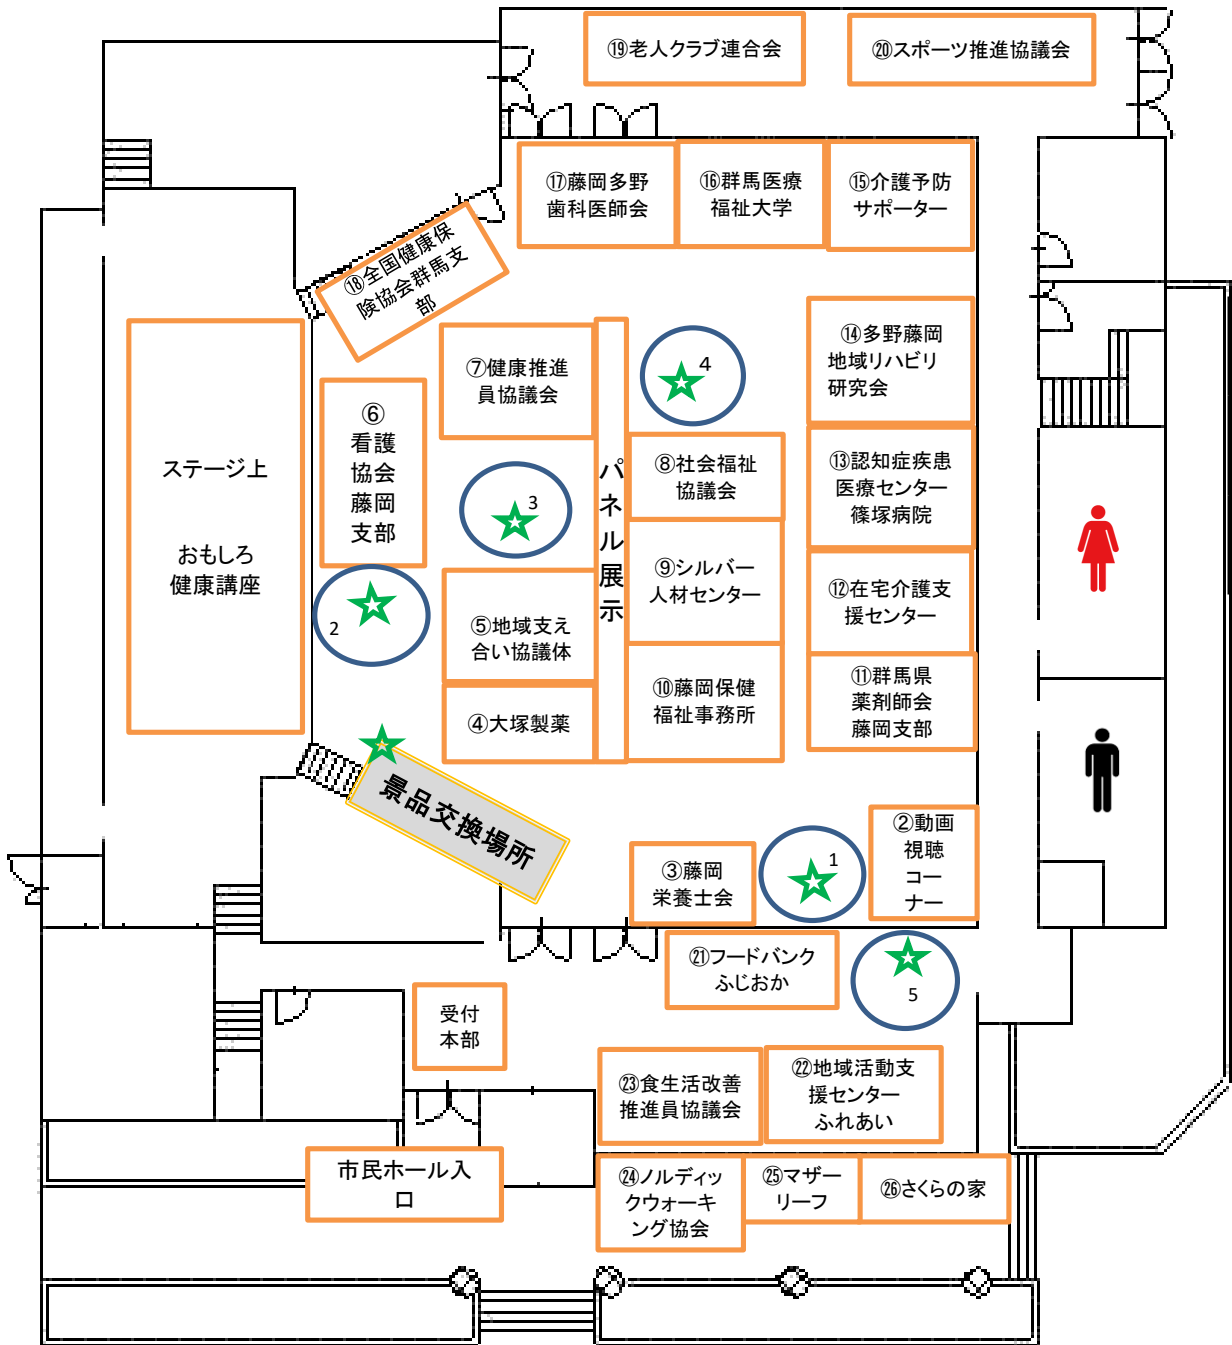 ⑲老人クラブ連合会
⑳スポーツ推進協議会
⑰藤岡多野
歯科医師会
⑯群馬医療
福祉大学
⑮介護予防
サポーター
⑱全国健康保
険協会群馬支
部
⑦健康推進
員協議会
4
⑭多野藤岡
地域リハビリ
研究会
⑥
看護
協会
藤岡
支部
ステージ上
おもしろ
健康講座
3
パネル展示
⑧社会福祉
協議会
⑬認知症疾患
医療センター
篠塚病院
⑨シルバー
人材センター
⑫在宅介護支
援センター
2
⑤地域支え
合い協議体
⑩藤岡保健
福祉事務所
⑪群馬県
薬剤師会
藤岡支部
④大塚製薬
景品交換場所
③藤岡
栄養士会
1
②動画
視聴
コー
ナー
㉑フードバンク
ふじおか
5
受付
本部
㉓食生活改善
推進員協議会
㉒地域活動支
援センター
ふれあい
市民ホール入
口
㉔ノルディッ
クウォーキ
ング協会
㉕マザー
リーフ
㉖さくらの家